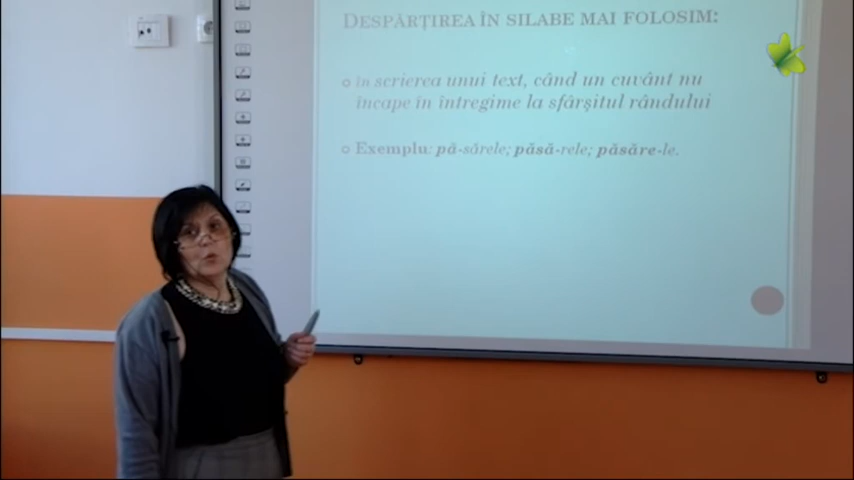 DESPĂRȚIREA ÎN SILABE MAI FOLOSIM:
în scrierea unui text, când un cuvânt nu
încape în întregime la sfârșitul rândului
Exemplu: pă-sărele; păsă-rele; păsăre-le.